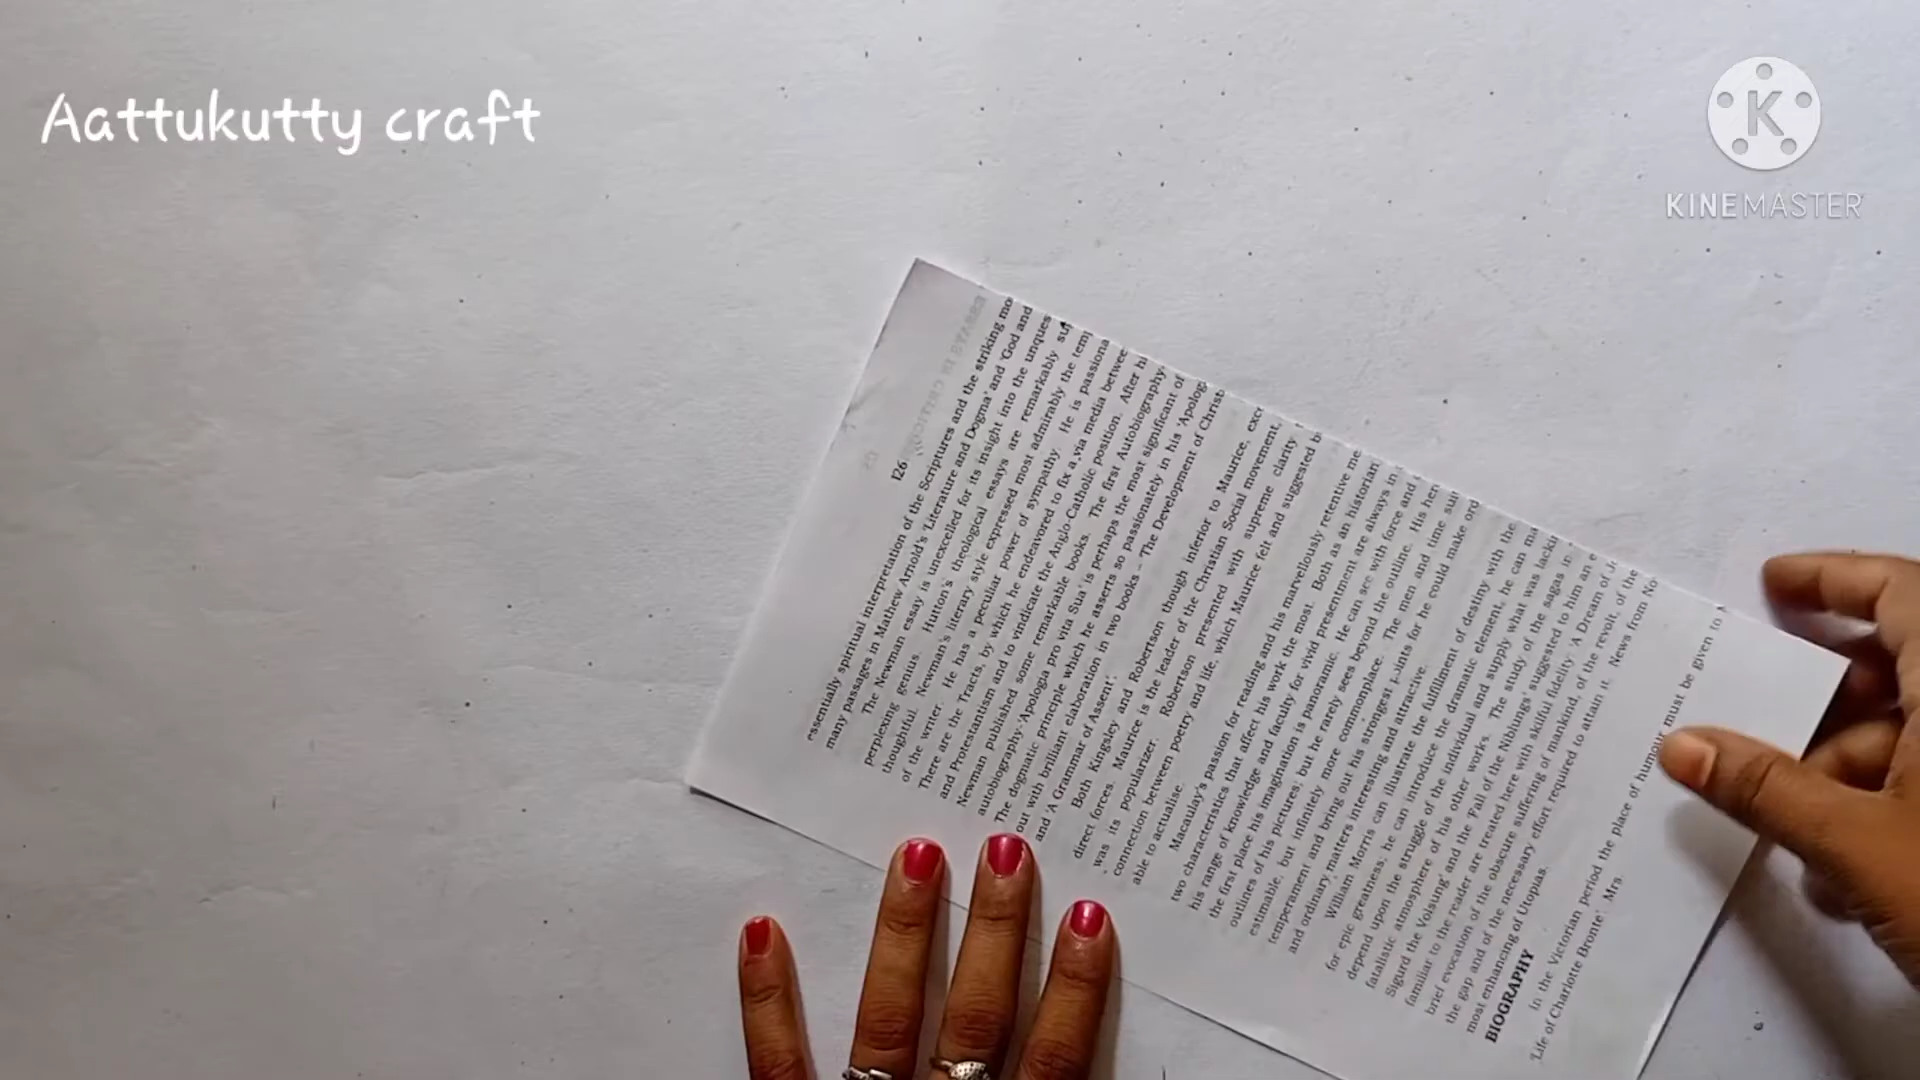 Aattukutty craft
K
KINEMASTER
126
essentially spiritual interpretation of the Scriptures and the striking mo
many passages in Mathew Arnold's 'Literature and Dogma' and 'God and
The Newman essay is unexcelled for its insight into the unques
perplexing genius. Hutton's theological essays are remarkably su
thoughtful. Newman's literary style expressed most admirably the temp
of the writer. He has a peculiar power of sympathy. He is passiona
There are the Tracts, by which he endeavored to fix a via media betwee
and Protestantism and to vindicate the Anglo-Catholic position. After hi
Newman published some remarkable books. The first Autobiography
autobiography 'Apologia pro vita Sua' is perhaps the most significant of
The dogmatic principle which he asserts so passionately in his 'Apolog
out with brilliant elaboration in two books – The Development of Christ
and A Grammar of Assent'.
Both Kingsley and Robertson though inferior to Maurice, exc
direct forces. Maurice is the leader of the Christian Social movement,
was its popularizer. Robertson presented with supreme clarity
connection between poetry and life, which Maurice felt and suggested b
able to actualise.
Macaulay's passion for reading and his marvellously retentive me
two characteristics that affect his work the most. Both as an historian
his range of knowledge and faculty for vivid presentment are always in
the first place his imagination is panoramic. He can see with force and
outlines of his pictures; but he rarely sees beyond the outline. His hero
estimable, but infinitely more commonplace. The men and time suit
temperament and bring out his strongest points for he could make ord
and ordinary matters interesting and attractive.
William Morris can illustrate the fulfillment of destiny with the
for epic greatness; he can introduce the dramatic element, he can ma
depend upon the struggle of the individual and supply what was lackin
fatalistic atmosphere of his other works. The study of the sagas in
Sigurd the Volsung' and the 'Fall of the Niblungs' suggested to him an e
familiar to the reader are treated here with skilful fidelity. 'A Dream of J
brief evocation of the obscure suffering of mankind, of the revolt, of the
the gap and of the necessary effort required to attain it. News from No
most enhancing of Utopias.
BIOGRAPHY
In the Victorian period the place of humour must be given to
'Life of Charlotte Bronte'. Mrs.